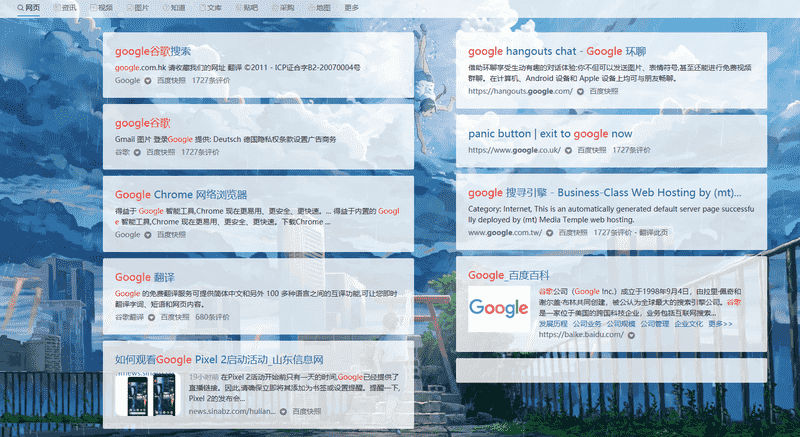 网页 资讯 视频 图片 知道 文库 贴吧 采购 地图 更多
google谷歌搜索
google.com.hk 请收藏我们的网址 翻译 ©2011 - ICP证合字B2-20070004号
Google 百度快照 1727条评价
google谷歌
Gmail 图片 登录Google 提供: Deutsch 德国隐私权条款设置广告商务
谷歌 百度快照 1727条评价
Google Chrome 网络浏览器
得益于 Google 智能工具,Chrome 现在更易用、更安全、更快速。... 得益于内置的 Googl
e 智能工具,Chrome 现在更易用、更安全、更快速。下载Chrome ...
Google 百度快照
Google 翻译
Google 的免费翻译服务可提供简体中文和另外 100 多种语言之间的互译功能,可让您即时
翻译字词、短语和网页内容。
谷歌翻译 百度快照 680条评价
如何观看Google Pixel 2启动活动_山东信息网
news.sinabz.com/
19小时前 在Pixel 2活动开始前只有一天的时间,Google已经提供了
直播链接。因此,请确保立即将其添加为书签或设置提醒。提醒一下,
Pixel 2的发布会...
news.sinabz.com/hulian... 百度快照
google hangouts chat - Google 环聊
借助环聊享受生动有趣的对话体验:你不但可以发送图片、表情符号,甚至还能进行免费视频
群聊。在计算机、Android 设备和 Apple 设备上均可与朋友畅聊。
https://hangouts.google.com/ 百度快照
panic button | exit to google now
https://www.google.co.uk/ 百度快照 1727条评价
google 搜寻引擎 - Business-Class Web Hosting by (mt)...
Category: Internet, This is an automatically generated default server page successfu
lly deployed by (mt) Media Temple web hosting.
www.google.com.tw/ 百度快照 1727条评价 - 翻译此页
Google_百度百科
Google
谷歌公司（Google Inc.）成立于1998年9月4日，由拉里·佩奇和
谢尔盖·布林共同创建，被公认为全球最大的搜索引擎公司。谷歌
是一家位于美国的跨国科技企业，业务包括互联网搜索...
发展历程 公司业务 公司规模 公司管理 企业文化 更多>>
https://baike.baidu.com/